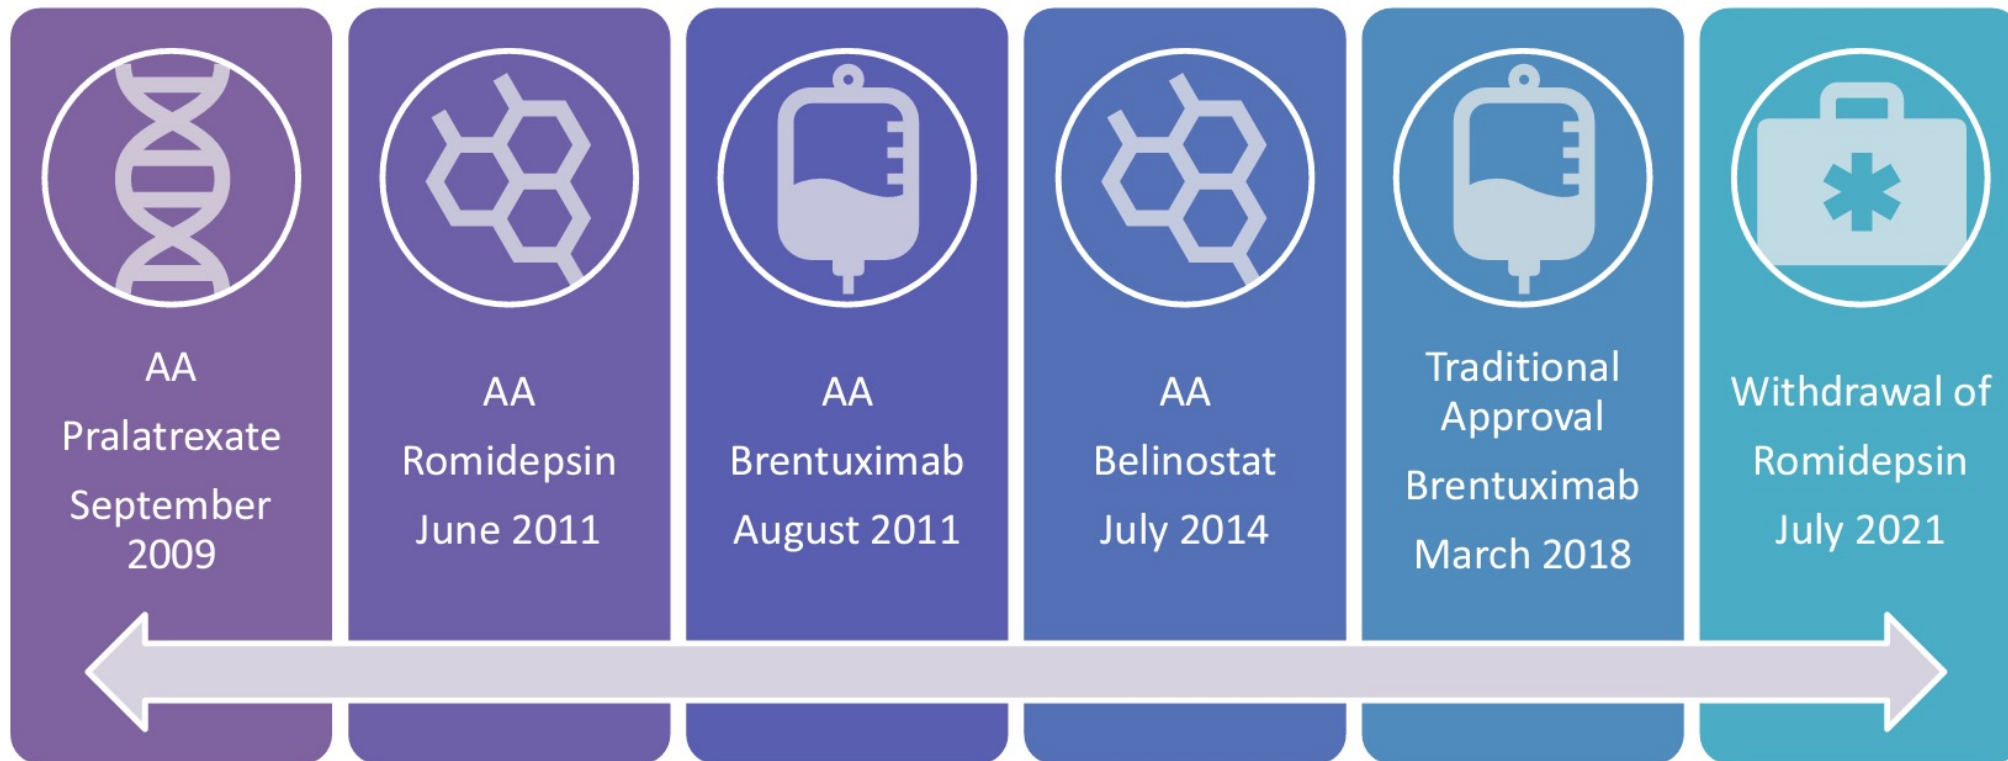 AA
Pralatrexate
September
2009
AA
Romidepsin
June 2011
AA
Brentuximab
August 2011
AA
Belinostat
July 2014
Traditional
Approval
Brentuximab
March 2018
Withdrawal of
Romidepsin
July 2021